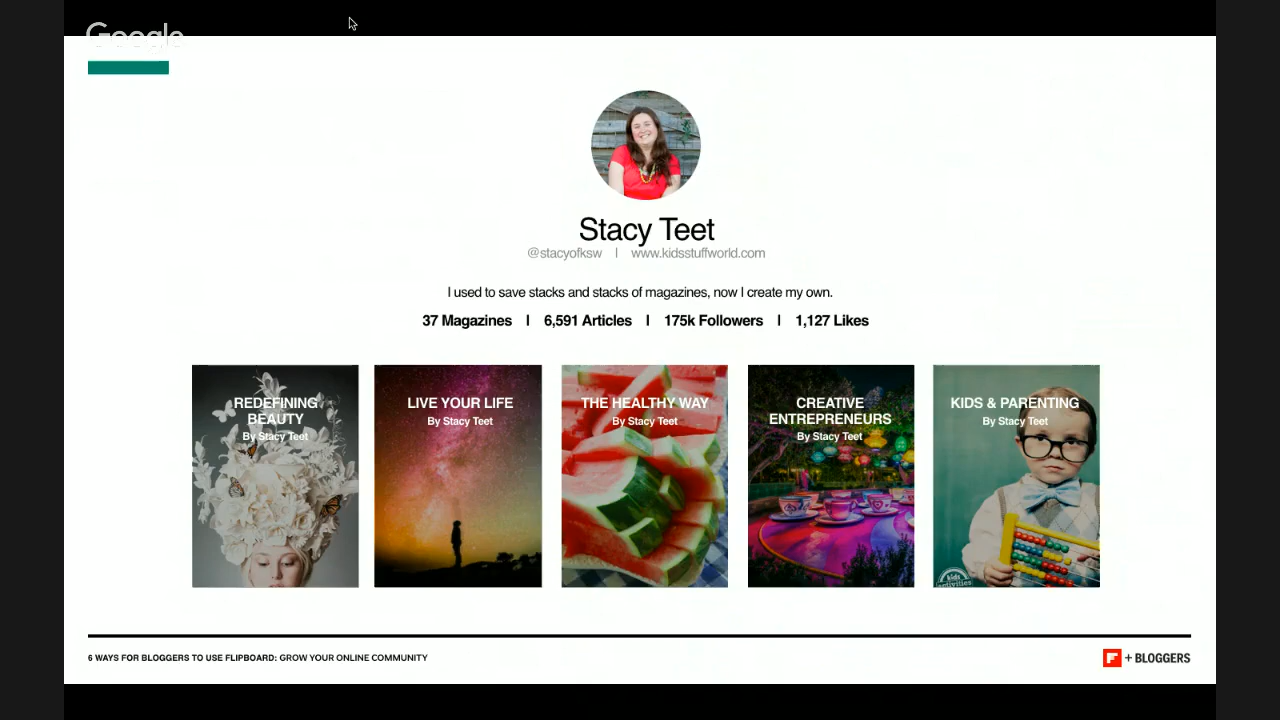 Google
Stacy Teet
@stacyofksw I www.kidsstuffworld.com
I used to save stacks and stacks of magazines, now I create my own.
37 Magazines I 6,591 Articles I 175k Followers I 1,127 Likes
REDEFINING
BEAUTY
By Stacy Teet
LIVE YOUR LIFE
By Stacy Teet
THE HEALTHY WAY
By Stacy Teet
CREATIVE
ENTREPRENEURS
By Stacy Teet
KIDS & PARENTING
By Stacy Teet
kids
activities
6 WAYS FOR BLOGGERS TO USE FLIPBOARD: GROW YOUR ONLINE COMMUNITY
+ BLOGGERS